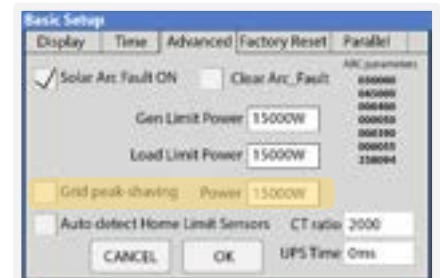 Basic Setup
Display Time Advanced Factory Reset Parallel
Solar Arc Fault ON Clear Arc_Fault
Gen Limit Power 15000W
Load Limit Power 15000W
Grid peak-shaving Power 15000W
Auto detect Home Limit Sensors CT ratio 2000
CANCEL OK UPS Time 0ms